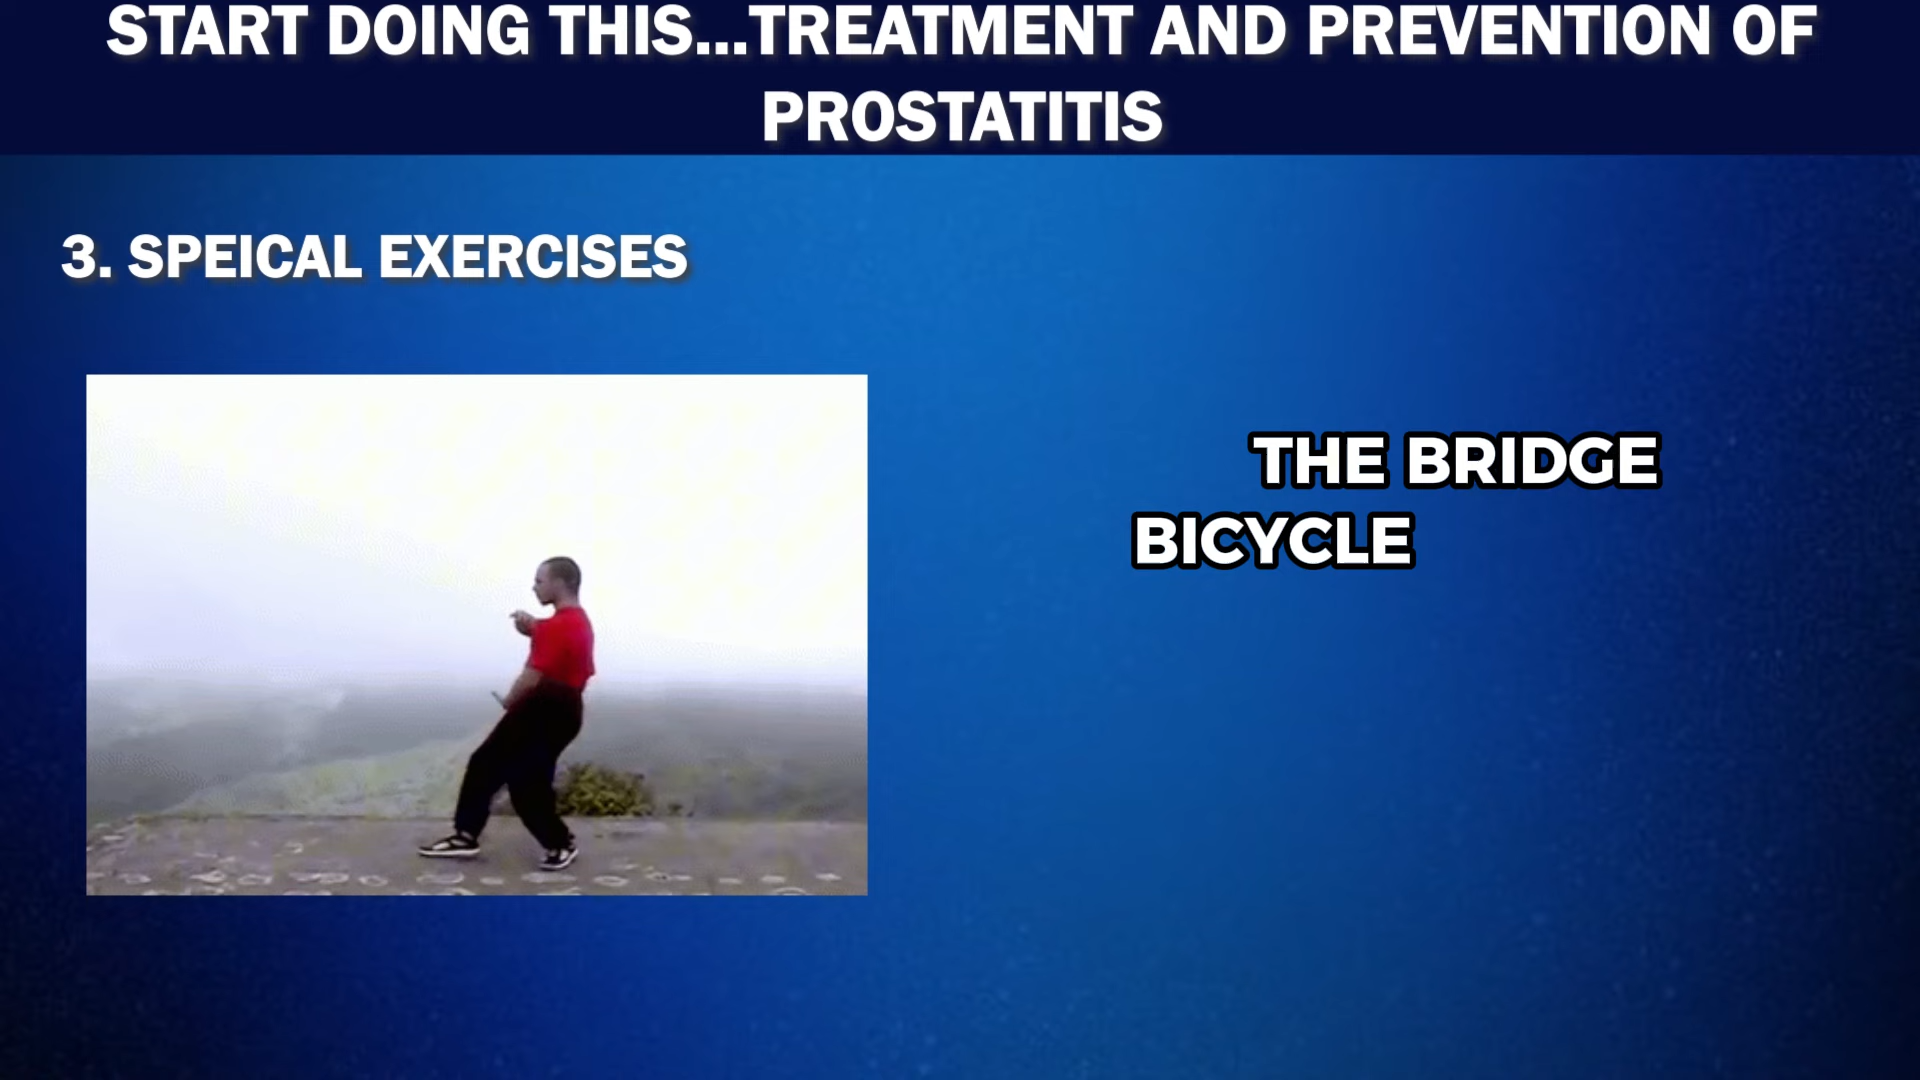 START DOING THIS...TREATMENT AND PREVENTION OF
PROSTATITIS
3. SPEICAL EXERCISES
THE BRIDGE
BICYCLE